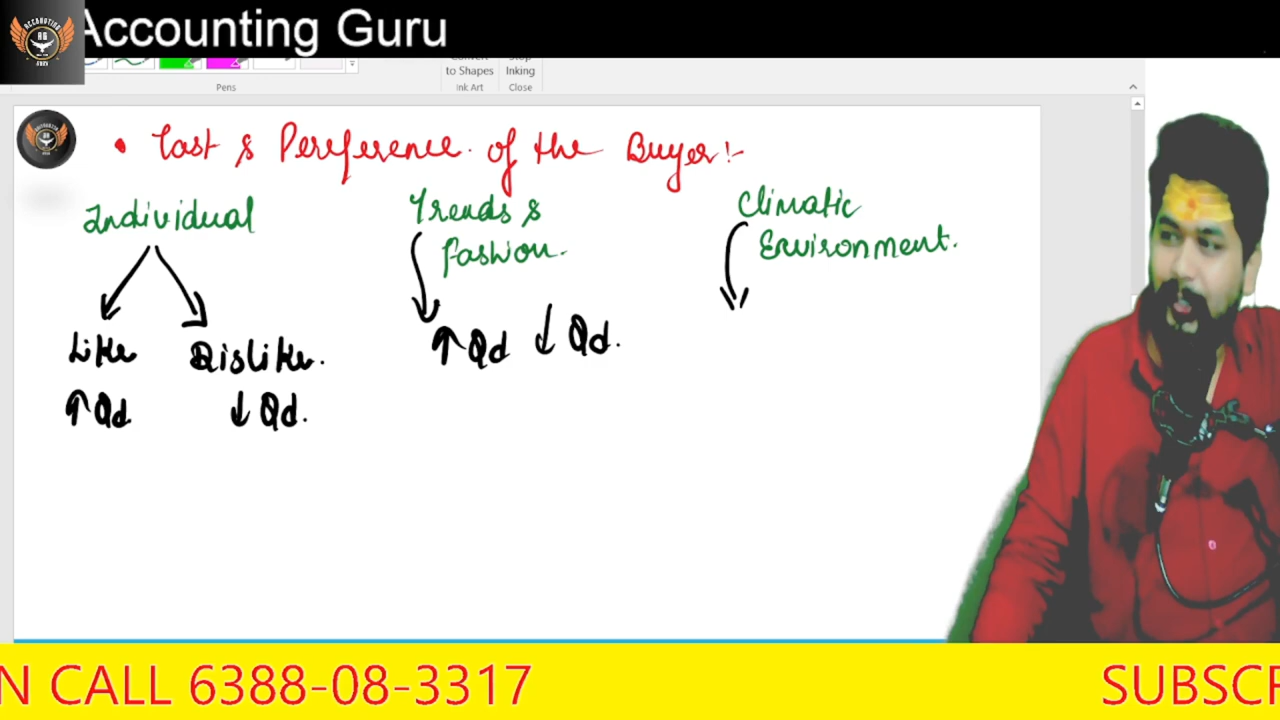 Accounting Guru
to Shapes
Inking
Pens
Ink Art
Close
• Tast & Pereference of the Buyer:-
Individual
Trends &
fashion.
Climatic
Environment.
Like
Dislike.
↑Qd
↓Qd.
↑Qd ↓Qd.
N CALL 6388-08-3317
SUBSCR